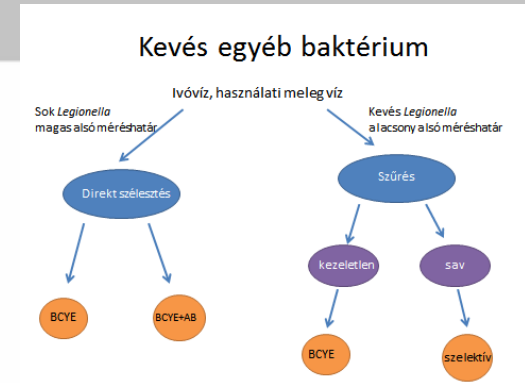 Kevés egyéb baktérium
Ivóvíz, használati meleg víz
Sok Legionella
magas alsó méréshatár
Kevés Legionella
alacsony alsó méréshatár
Direkt szélesztés
Szűrés
kezeletlen
sav
BCYE
BCYE+AB
BCYE
szelektív